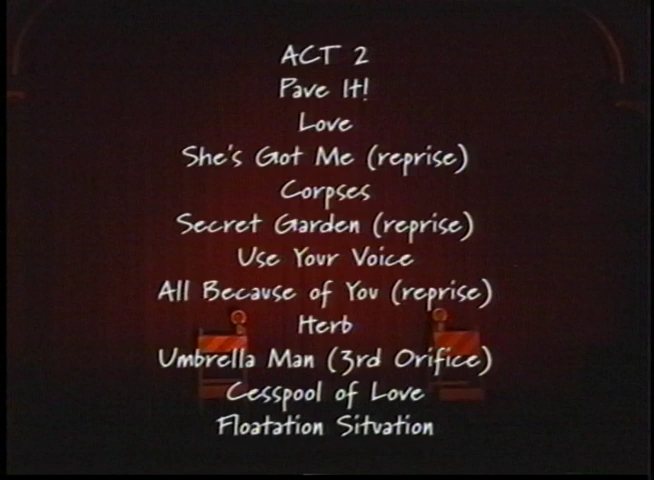 ACT 2
Pave It!
Love
She's Got Me (reprise)
Corpses
Secret Garden (reprise)
Use Your Voice
All Because of You (reprise)
Herb
Umbrella Man (3rd Orifice)
Cesspool of Love
Floatation Situation